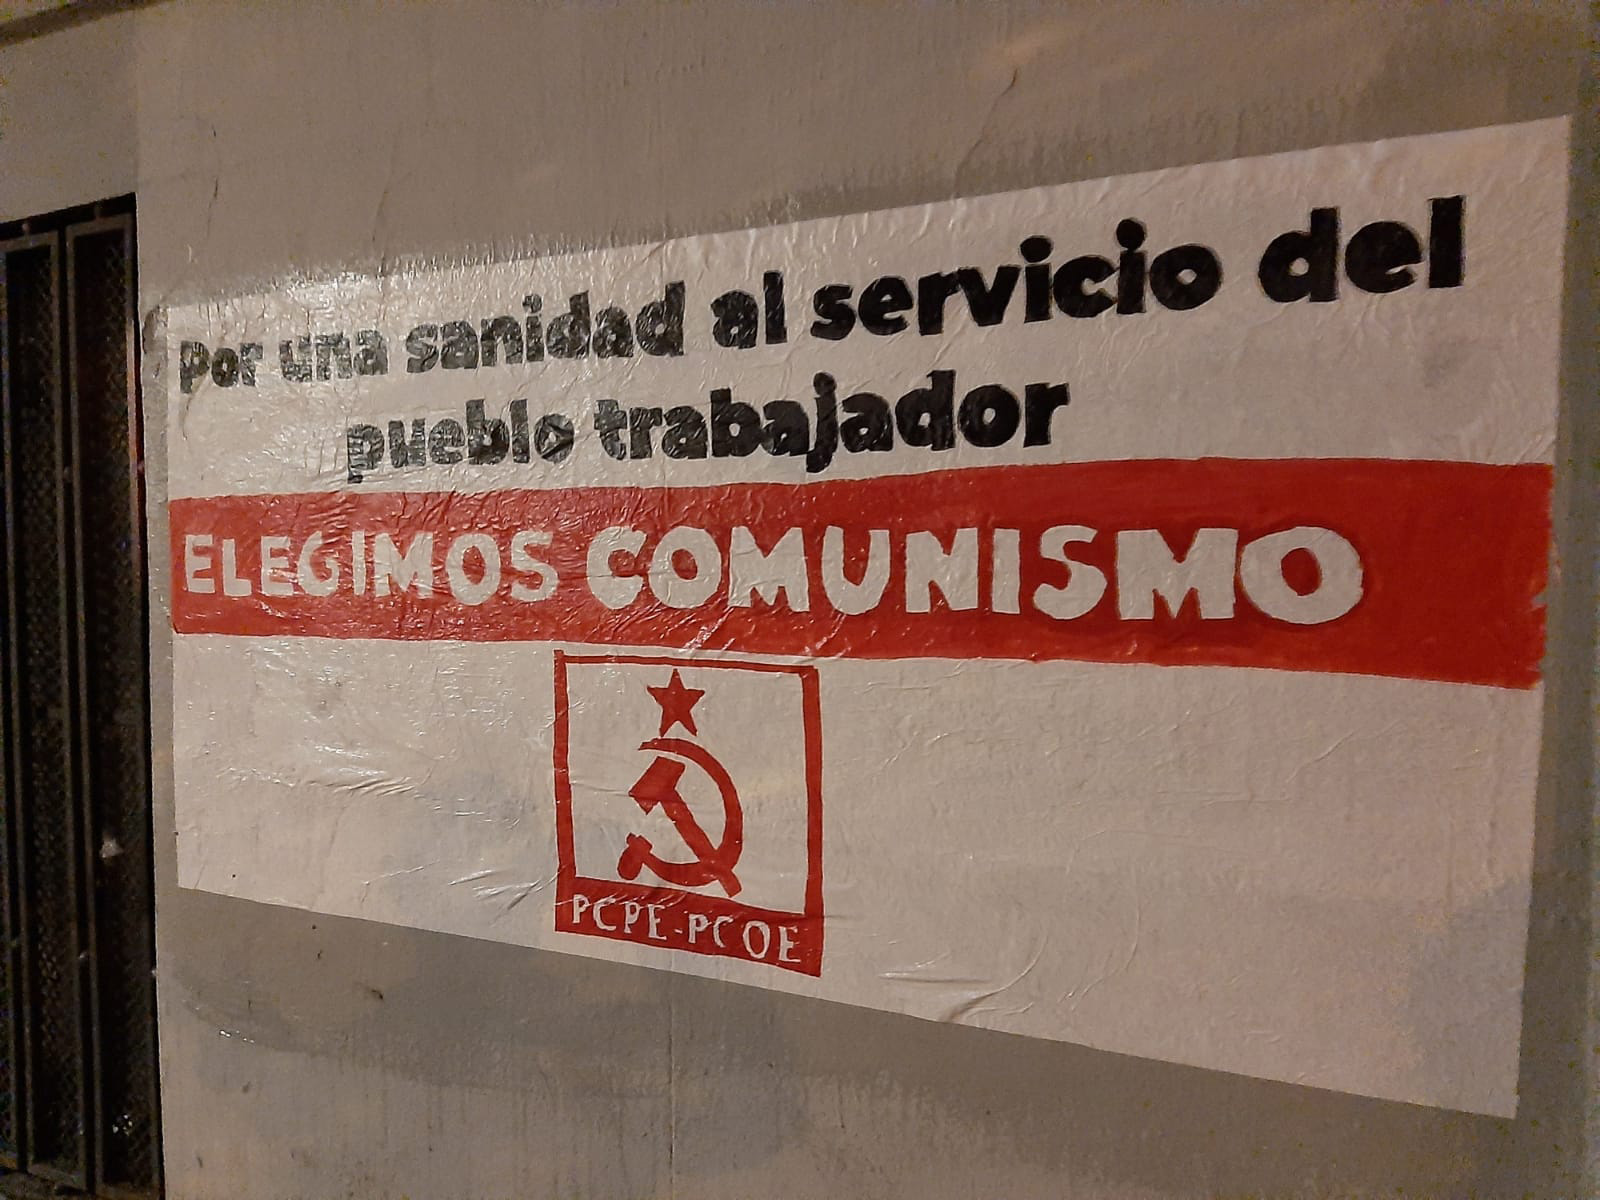 por una sanidad al servicio del
pueblo trabajador
ELEGIMOS COMUNISMO
PCPE-PCOE